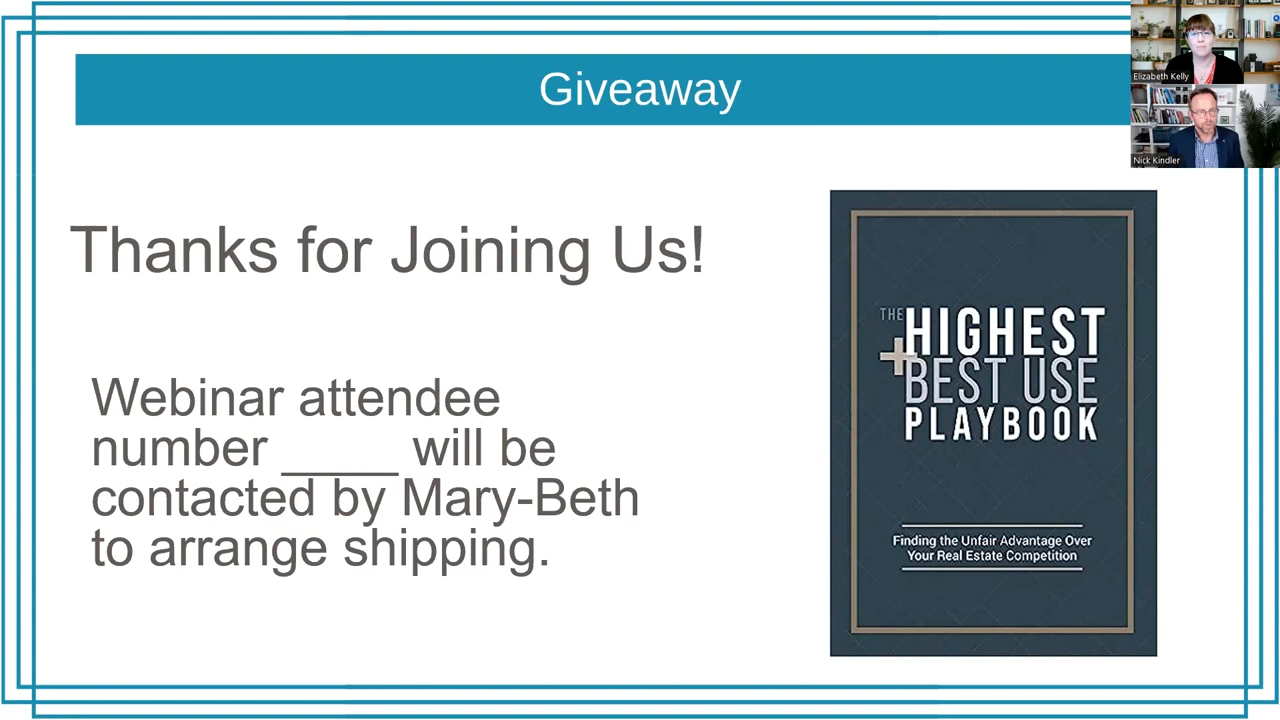 Giveaway
Elizabeth Kelly
Nick Kindler
Thanks for Joining Us!
Webinar attendee
number ____ will be
contacted by Mary-Beth
to arrange shipping.
THE HIGHEST
+ BEST USE
PLAYBOOK
Finding the Unfair Advantage Over
Your Real Estate Competition